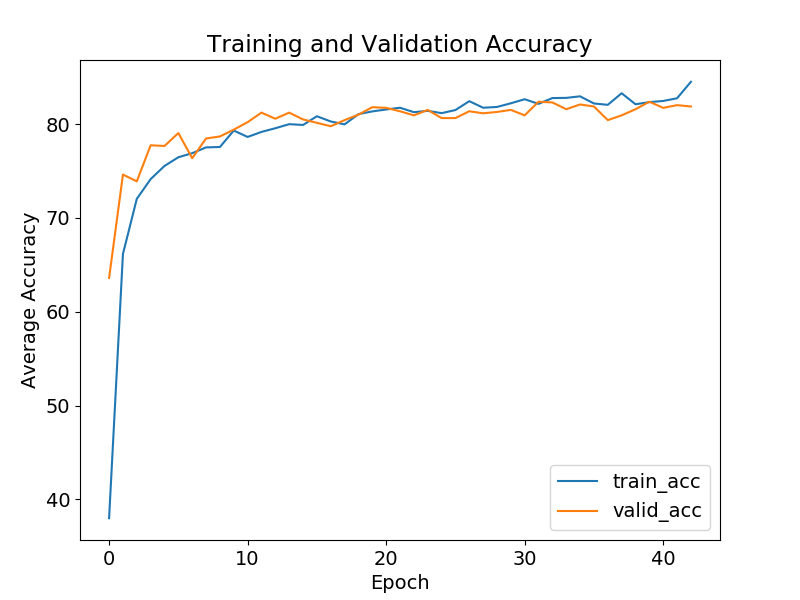 Training and Validation Accuracy
Average Accuracy
80
70
60
50
40
0 10 20 30 40
Epoch
train_acc
valid_acc